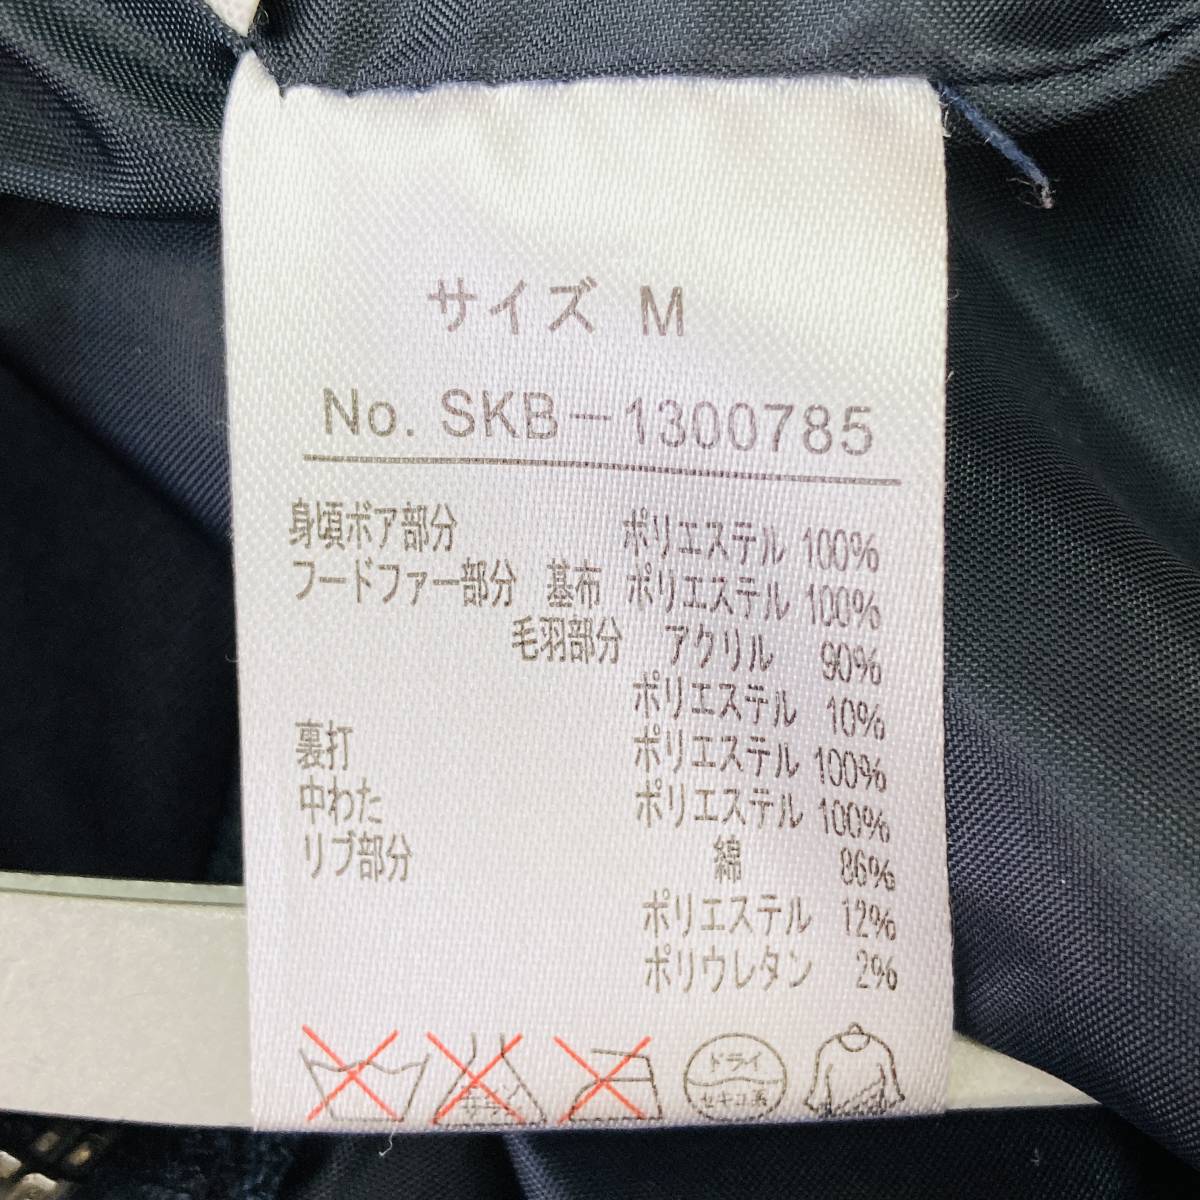 サイズ M
No. SKB-1300785
身頃ボア部分 ポリエステル 100%
フードファー部分 基布 ポリエステル 100%
毛羽部分 アクリル 90%
ポリエステル 10%
裏打 ポリエステル 100%
中わた ポリエステル 100%
リブ部分 綿 86%
ポリエステル 12%
ポリウレタン 2%
サラシ
ドライ
セキユ系